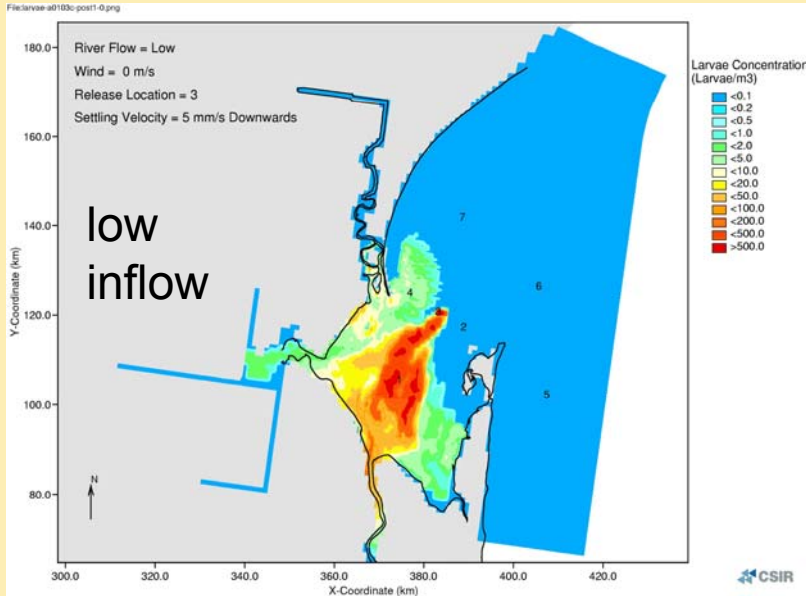 File:larvae-a0103c-post1-0.png
River Flow = Low
Wind = 0 m/s
Release Location = 3
Settling Velocity = 5 mm/s Downwards
low
inflow
Larvae Concentration
(Larvae/m3)
<0.1
<0.2
<0.5
<1.0
<2.0
<5.0
<10.0
<20.0
<50.0
<100.0
<200.0
<500.0
>500.0
180.0
160.0
140.0
120.0
100.0
80.0
Y-Coordinate (km)
7
6
4
3
2
1
5
N
300.0 320.0 340.0 360.0 380.0 400.0 420.0
X-Coordinate (km)
CSIR